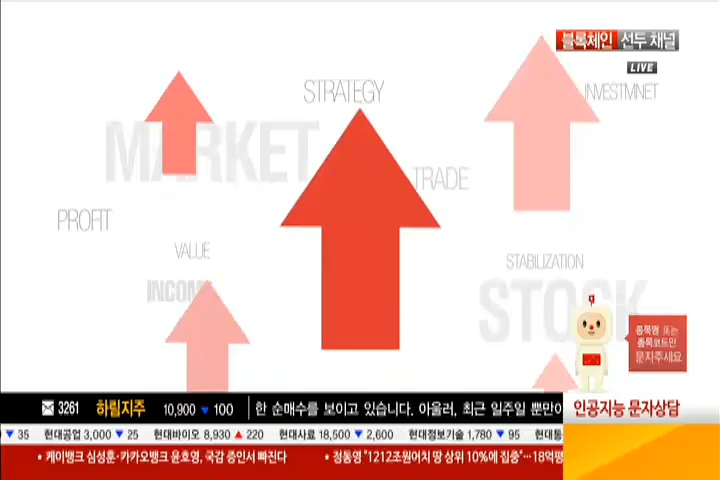 블록체인 선두 채널
LIVE
STRATEGY
INVESTMNET
MARKET
TRADE
PROFIT
VALUE
STABILIZATION
INCOME
STOCK
종목명 또는
종목코드만
문자주세요
3261 하림지주 10,900 ▼ 100 한 순매수를 보이고 있습니다. 아울러, 최근 일주일 뿐만이
인공지능 문자상담
▼ 35 현대공업 3,000 ▼ 25 현대바이오 8,930 ▲ 220 현대사료 18,500 ▼ 2,600 현대정보기술 1,780 ▼ 95 현대통
• 케이뱅크 심성훈·카카오뱅크 윤호영, 국감 증인서 빠진다 • 정동영 "1212조원어치 땅 상위 10%에 집중"…18억평